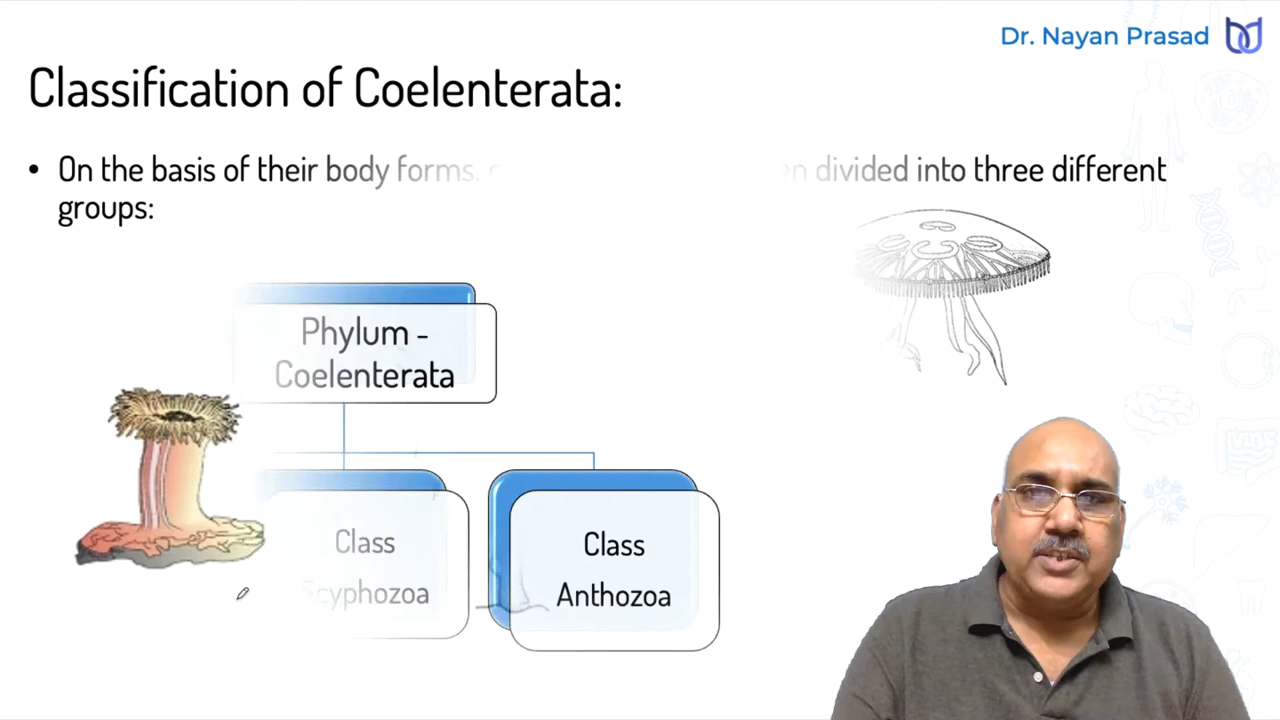 Dr. Nayan Prasad
Classification of Coelenterata:
• On the basis of their body forms, divided into three different
groups:
Phylum -
Coelenterata
Class
Scyphozoa
Class
Anthozoa